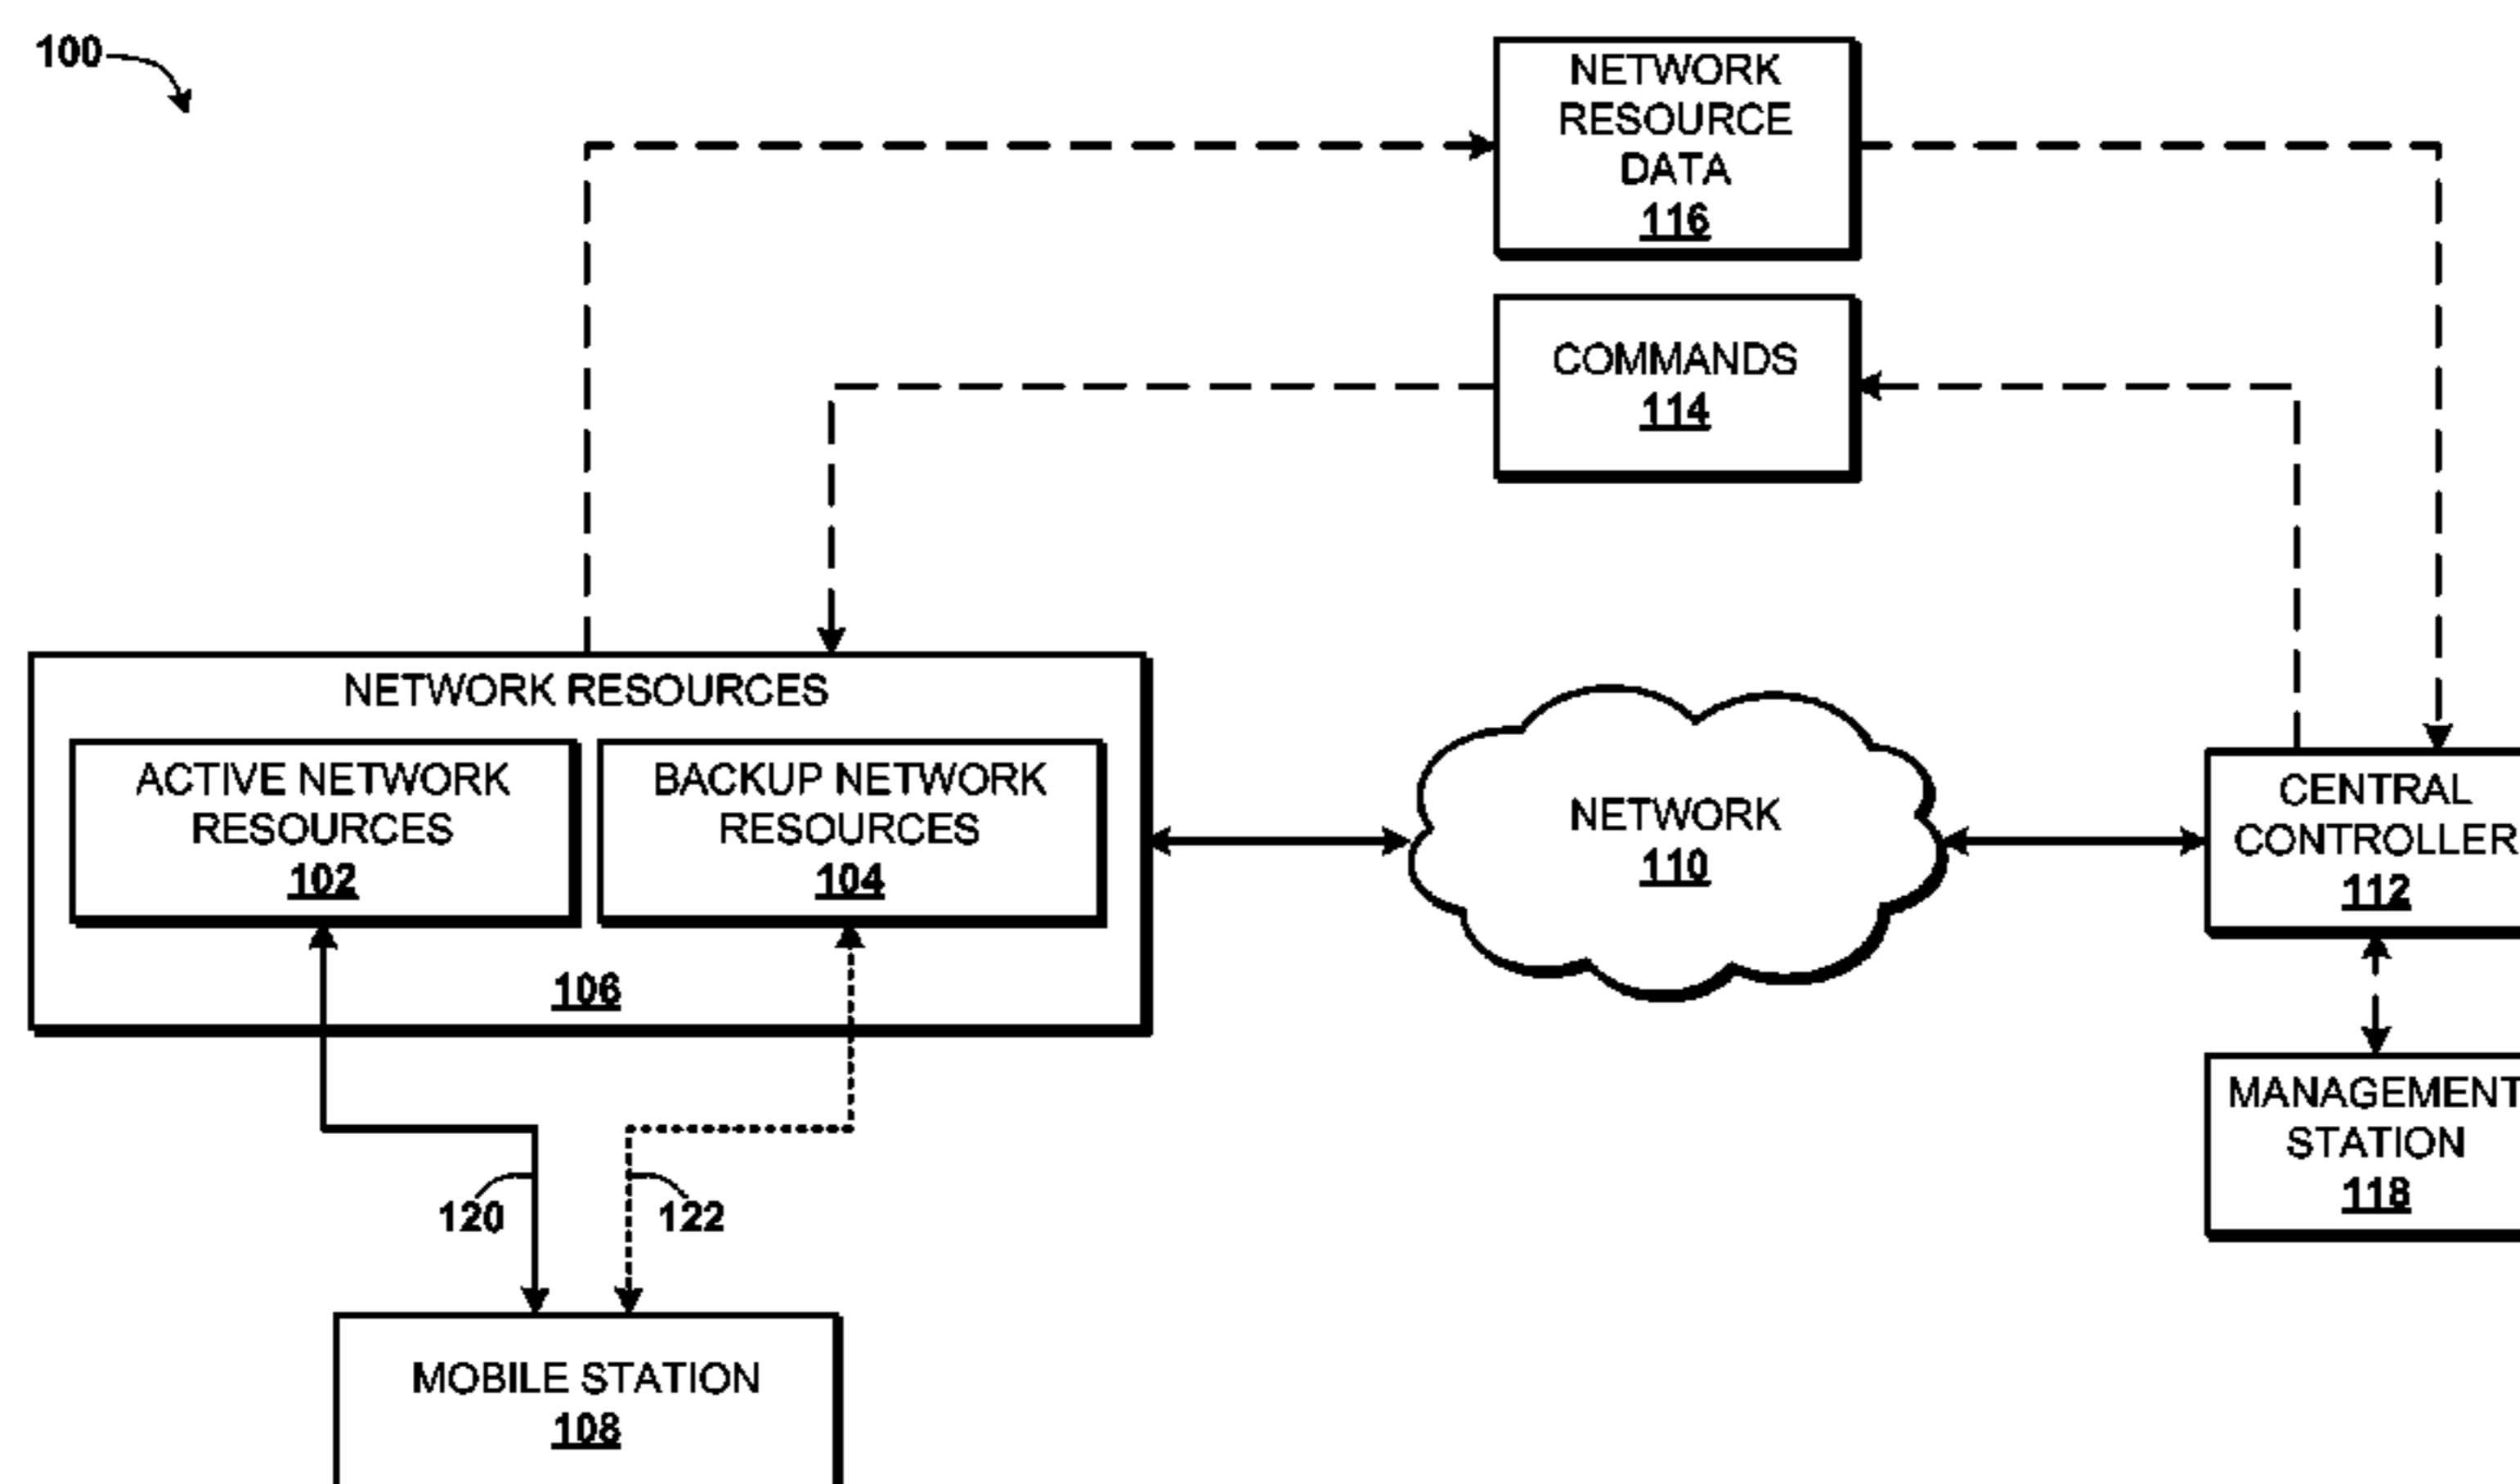 100
NETWORK
RESOURCE
DATA
116
COMMANDS
114
NETWORK RESOURCES
ACTIVE NETWORK
RESOURCES
102
BACKUP NETWORK
RESOURCES
104
106
NETWORK
110
CENTRAL
CONTROLLER
112
MANAGEMENT
STATION
118
120
122
MOBILE STATION
108